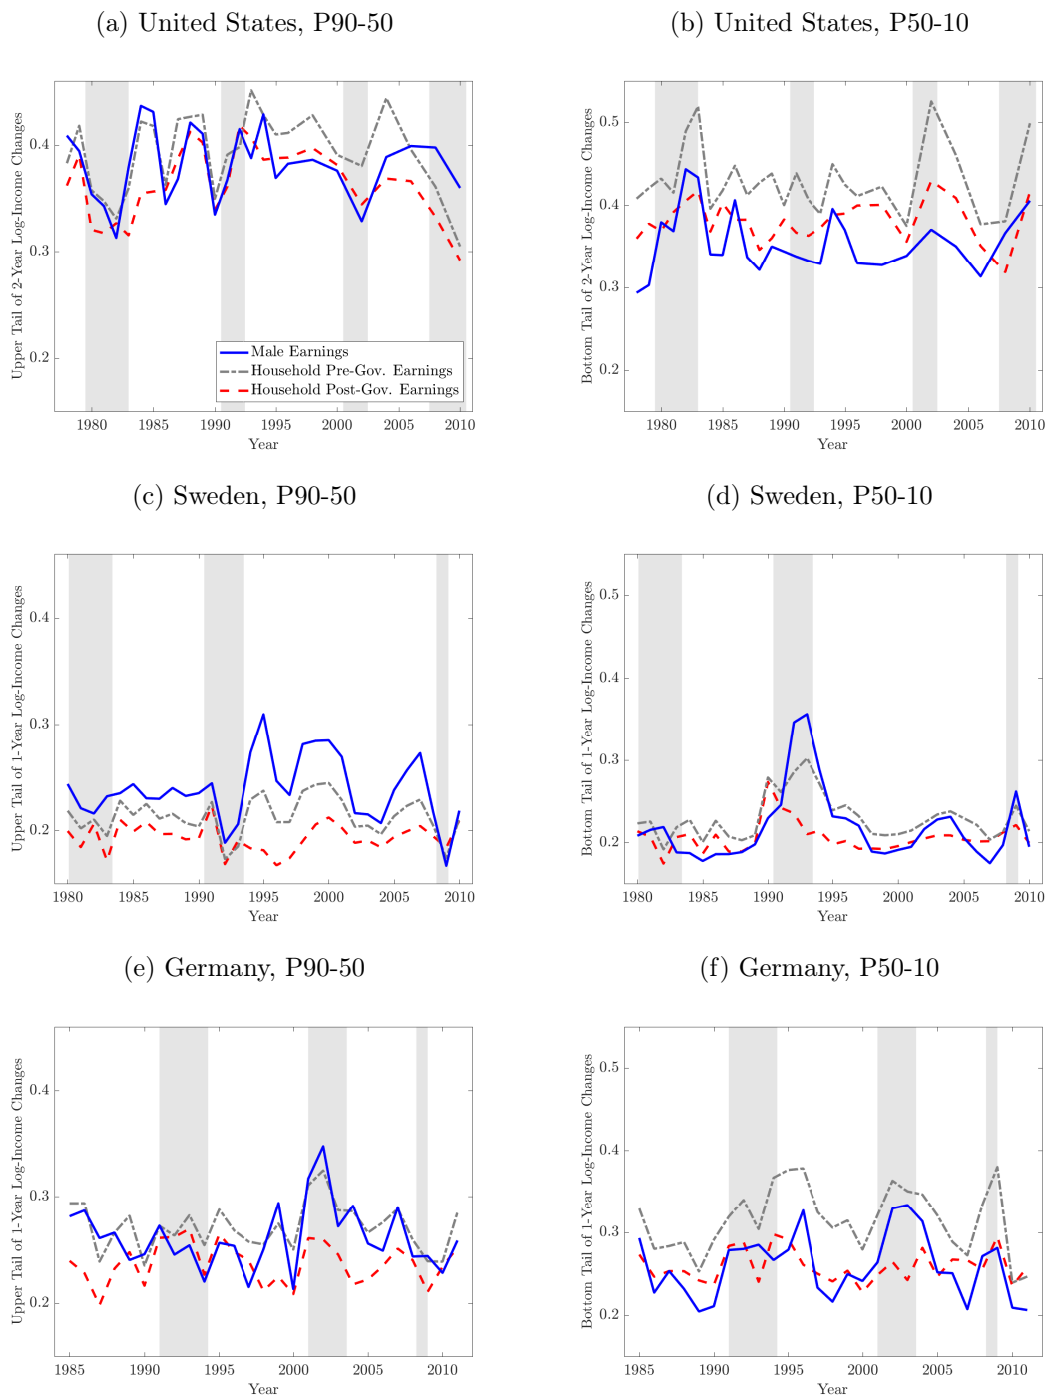 (a) United States, P90-50
(b) United States, P50-10
Upper Tail of 2-Year Log-Income Changes
0.4
0.3
0.2
Male Earnings
Household Pre-Gov. Earnings
Household Post-Gov. Earnings
1980 1985 1990 1995 2000 2005 2010
Year
Bottom Tail of 2-Year Log-Income Changes
0.5
0.4
0.3
0.2
1980 1985 1990 1995 2000 2005 2010
Year
(c) Sweden, P90-50
(d) Sweden, P50-10
Upper Tail of 1-Year Log-Income Changes
0.4
0.3
0.2
1980 1985 1990 1995 2000 2005 2010
Year
Bottom Tail of 1-Year Log-Income Changes
0.5
0.4
0.3
0.2
1980 1985 1990 1995 2000 2005 2010
Year
(e) Germany, P90-50
(f) Germany, P50-10
Upper Tail of 1-Year Log-Income Changes
0.4
0.3
0.2
1985 1990 1995 2000 2005 2010
Year
Bottom Tail of 1-Year Log-Income Changes
0.5
0.4
0.3
0.2
1985 1990 1995 2000 2005 2010
Year